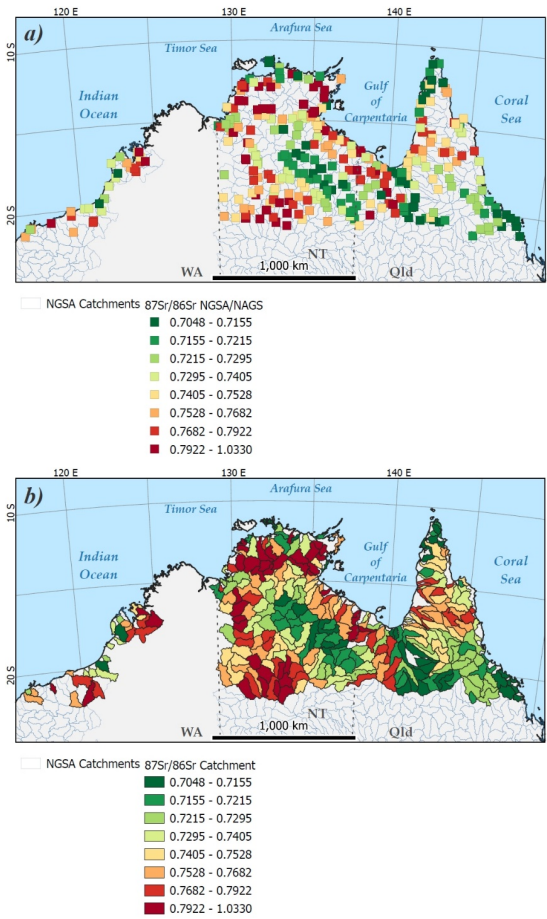 120 E
130 E
140 E
a)
Arafura Sea
Timor Sea
10 S
Indian
Ocean
Gulf
of
Carpentaria
Coral
Sea
20 S
NT
WA
1,000 km
Qld
NGSA Catchments
87Sr/86Sr NGSA/NAGS
0.7048 - 0.7155
0.7155 - 0.7215
0.7215 - 0.7295
0.7295 - 0.7405
0.7405 - 0.7528
0.7528 - 0.7682
0.7682 - 0.7922
0.7922 - 1.0330
120 E
130 E
140 E
b)
Arafura Sea
Timor Sea
10 S
Indian
Ocean
Gulf
of
Carpentaria
Coral
Sea
20 S
NT
WA
1,000 km
Qld
NGSA Catchments
87Sr/86Sr Catchment
0.7048 - 0.7155
0.7155 - 0.7215
0.7215 - 0.7295
0.7295 - 0.7405
0.7405 - 0.7528
0.7528 - 0.7682
0.7682 - 0.7922
0.7922 - 1.0330